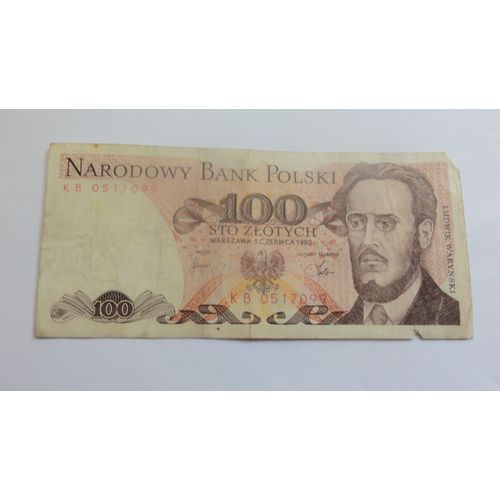 NARODOWY BANK POLSKI
KB 0517099
100
STO ZŁOTYCH
WARSZAWA 1 CZERWCA 1982 r.
KB 0517099
100
LUDWIK WARYŃSKI